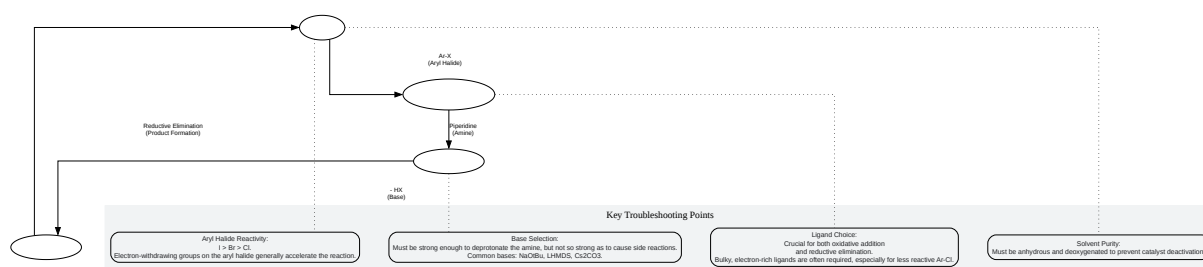 Ar-X
(Aryl Halide)
Reductive Elimination
(Product Formation)
Piperidine
(Amine)
- HX
(Base)
Key Troubleshooting Points
Aryl Halide Reactivity:
I > Br > Cl.
Electron-withdrawing groups on the aryl halide generally accelerate the reaction.
Base Selection:
Must be strong enough to deprotonate the amine, but not so strong as to cause side reactions.
Common bases: NaOtBu, LHMDS, Cs2CO3.
Ligand Choice:
Crucial for both oxidative addition
and reductive elimination.
Bulky, electron-rich ligands are often required, especially for less reactive Ar-Cl.
Solvent Purity:
Must be anhydrous and deoxygenated to prevent catalyst deactivation